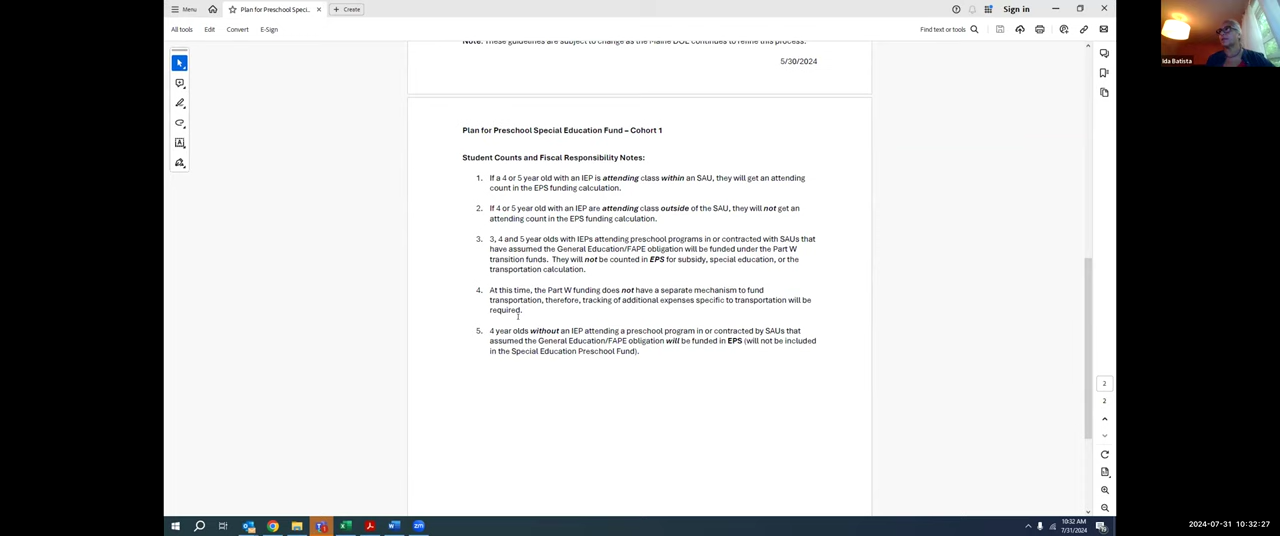 Menu
Plan for Preschool Speci...
Create
Sign in
All tools
Edit
Convert
E-Sign
Find text or tools
Ida Batista
Note: These guidelines are subject to change as the Maine DOE continues to refine this process.
5/30/2024
Plan for Preschool Special Education Fund – Cohort 1
Student Counts and Fiscal Responsibility Notes:
1. If a 4 or 5 year old with an IEP is attending class within an SAU, they will get an attending
count in the EPS funding calculation.
2. If 4 or 5 year old with an IEP are attending class outside of the SAU, they will not get an
attending count in the EPS funding calculation.
3. 3, 4 and 5 year olds with IEPs attending preschool programs in or contracted with SAUs that
have assumed the General Education/FAPE obligation will be funded under the Part W
transition funds. They will not be counted in EPS for subsidy, special education, or the
transportation calculation.
4. At this time, the Part W funding does not have a separate mechanism to fund
transportation, therefore, tracking of additional expenses specific to transportation will be
required.
5. 4 year olds without an IEP attending a preschool program in or contracted by SAUs that
assumed the General Education/FAPE obligation will be funded in EPS (will not be included
in the Special Education Preschool Fund).
2
2
10:32 AM
7/31/2024
2024-07-31 10:32:27